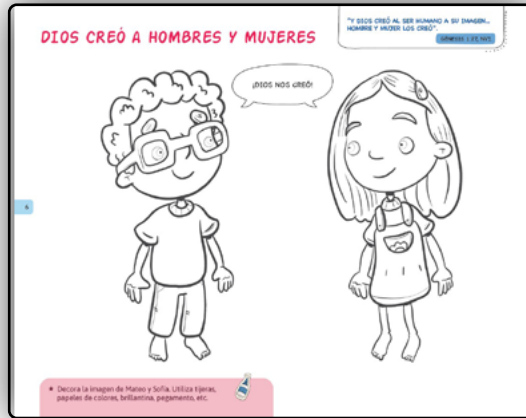 DIOS CREÓ A HOMBRES Y MUJERES
"Y DIOS CREÓ AL SER HUMANO A SU IMAGEN...
HOMBRE Y MUJER LOS CREÓ".
¡DIOS NOS CREÓ!
6
* Decora la imagen de Mateo y Sofía. Utiliza tijeras,
papeles de colores, brillantina, pegamento, etc.